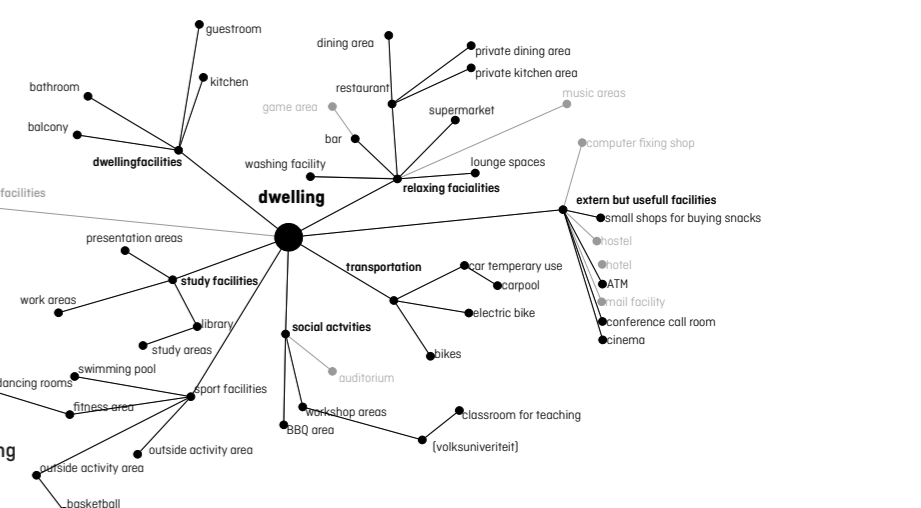 guestroom
dining area
private dining area
private kitchen area
kitchen
bathroom
restaurant
music areas
game area
supermarket
balcony
bar
computer fixing shop
dwellingfacilities
washing facility
lounge spaces
relaxing facialities
facilities
dwelling
extern but usefull facilities
small shops for buying snacks
presentation areas
hostel
study facilities
transportation
car temperary use
hotel
carpool
ATM
work areas
mail facility
electric bike
library
social actvities
conference call room
study areas
bikes
cinema
swimming pool
auditorium
dancing rooms
sport facilities
fitness area
workshop areas
classroom for teaching
BBQ area
ng
outside activity area
(volksuniveriteit)
outside activity area
basketball